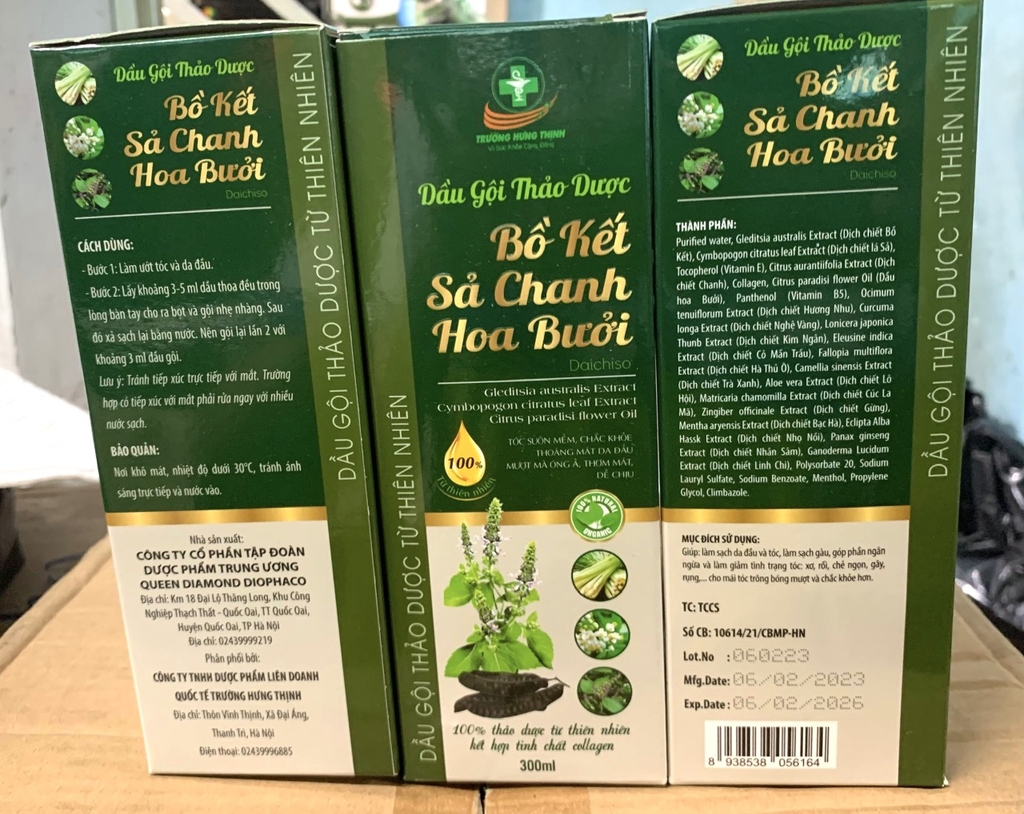 Dầu Gội Thảo Dược
Bồ Kết
Sả Chanh
Hoa Bưởi
Daichiso
CÁCH DÙNG:
- Bước 1: Làm ướt tóc và da đầu.
- Bước 2: Lấy khoảng 3-5 ml dầu thoa đều trong
lòng bàn tay cho ra bọt và gội nhẹ nhàng. Sau
đó xả sạch lại bằng nước. Nên gội lại lần 2 với
khoảng 3 ml dầu gội.
Lưu ý: Tránh tiếp xúc trực tiếp với mắt. Trường
hợp có tiếp xúc với mắt phải rửa ngay với nhiều
nước sạch.
BẢO QUẢN:
Nơi khô mát, nhiệt độ dưới 30°C, tránh ánh
sáng trực tiếp và nước vào.
Nhà sản xuất:
CÔNG TY CỔ PHẦN TẬP ĐOÀN
DƯỢC PHẨM TRUNG ƯƠNG
QUEEN DIAMOND DIOPHACO
Địa chỉ: Km 18 Đại Lộ Thăng Long, Khu Công
Nghiệp Thạch Thất - Quốc Oai, TT Quốc Oai,
Huyện Quốc Oai, TP Hà Nội
Địa chỉ: 02439999219
Phân phối bởi:
CÔNG TY TNHH DƯỢC PHẨM LIÊN DOANH
QUỐC TẾ TRƯỜNG HƯNG THỊNH
Địa chỉ: Thôn Vĩnh Thịnh, Xã Đại Áng,
Thanh Trì, Hà Nội
Điện thoại: 02439996885
DẦU GỘI THẢO DƯỢC TỪ THIÊN NHIÊN
DẦU GỘI THẢO DƯỢC TỪ THIÊN NHIÊN
TRƯỜNG HƯNG THỊNH
Vì Sức Khỏe Cộng Đồng
Dầu Gội Thảo Dược
Bồ Kết
Sả Chanh
Hoa Bưởi
Daichiso
Gleditsia australis Extract
Cymbopogon citratus leaf Extract
Citrus paradisi flower Oil
TÓC SUÔN MỀM, CHẮC KHỎE
THOÁNG MÁT DA ĐẦU
MƯỢT MÀ ÓNG Ả, THƠM MÁT,
DỄ CHỊU
100%
Từ thiên nhiên
100% NATURAL
ORGANIC
100% thảo dược từ thiên nhiên
kết hợp tinh chất collagen
300ml
Dầu Gội Thảo Dược
Bồ Kết
Sả Chanh
Hoa Bưởi
Daichiso
THÀNH PHẦN:
Purified water, Gleditsia australis Extract (Dịch chiết Bồ
Kết), Cymbopogon citratus leaf Extract (Dịch chiết lá Sả),
Tocopherol (Vitamin E), Citrus aurantiifolia Extract (Dịch
chiết Chanh), Collagen, Citrus paradisi flower Oil (Dầu
hoa Bưởi), Panthenol (Vitamin B5), Ocimum
tenuiflorum Extract (Dịch chiết Hương Nhu), Curcuma
longa Extract (Dịch chiết Nghệ Vàng), Lonicera japonica
Thunb Extract (Dịch chiết Kim Ngân), Eleusine indica
Extract (Dịch chiết Cỏ Mần Trầu), Fallopia multiflora
Extract (Dịch chiết Hà Thủ Ô), Camellia sinensis Extract
(Dịch chiết Trà Xanh), Aloe vera Extract (Dịch chiết Lô
Hội), Matricaria chamomilla Extract (Dịch chiết Cúc La
Mã), Zingiber officinale Extract (Dịch chiết Gừng),
Mentha aryensis Extract (Dịch chiết Bạc Hà), Eclipta Alba
Hassk Extract (Dịch chiết Nhọ Nồi), Panax ginseng
Extract (Dịch chiết Nhân Sâm), Ganoderma Lucidum
Extract (Dịch chiết Linh Chi), Polysorbate 20, Sodium
Lauryl Sulfate, Sodium Benzoate, Menthol, Propylene
Glycol, Climbazole.
MỤC ĐÍCH SỬ DỤNG:
Giúp: làm sạch da đầu và tóc, làm sạch gàu, góp phần ngăn
ngừa và làm giảm tình trạng tóc: xơ, rối, chẻ ngọn, gãy,
rụng,... cho mái tóc trông bóng mượt và chắc khỏe hơn.
TC: TCCS
Số CB: 10614/21/CBMP-HN
Lot.No : 060223
Mfg.Date: 06/02/2023
Exp.Date : 06/02/2026
8 938538 056164
DẦU GỘI THẢO DƯỢC TỪ THIÊN NHIÊN